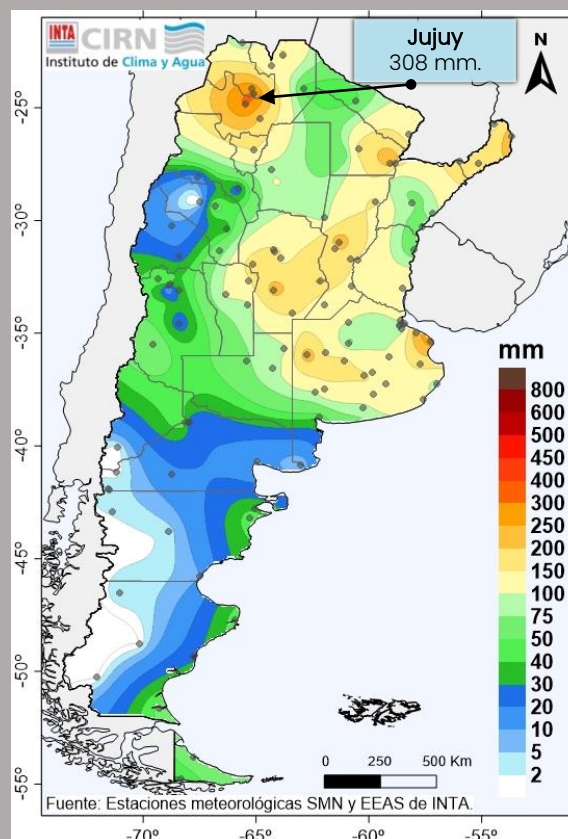 INTA CIRN
Instituto de Clima y Agua
Jujuy
308 mm.
N
-25°
-30°
-35°
-40°
-45°
-50°
-55°
mm
800
600
500
400
300
250
200
150
100
75
50
40
30
20
10
5
2
0 250 500 Km
Fuente: Estaciones meteorológicas SMN y EEAS de INTA.
-70° -65° -60° -55°